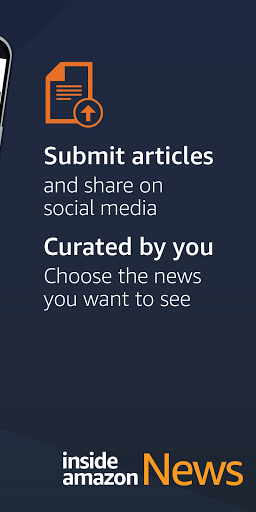 Submit articles
and share on
social media
Curated by you
Choose the news
you want to see
inside
amazon News